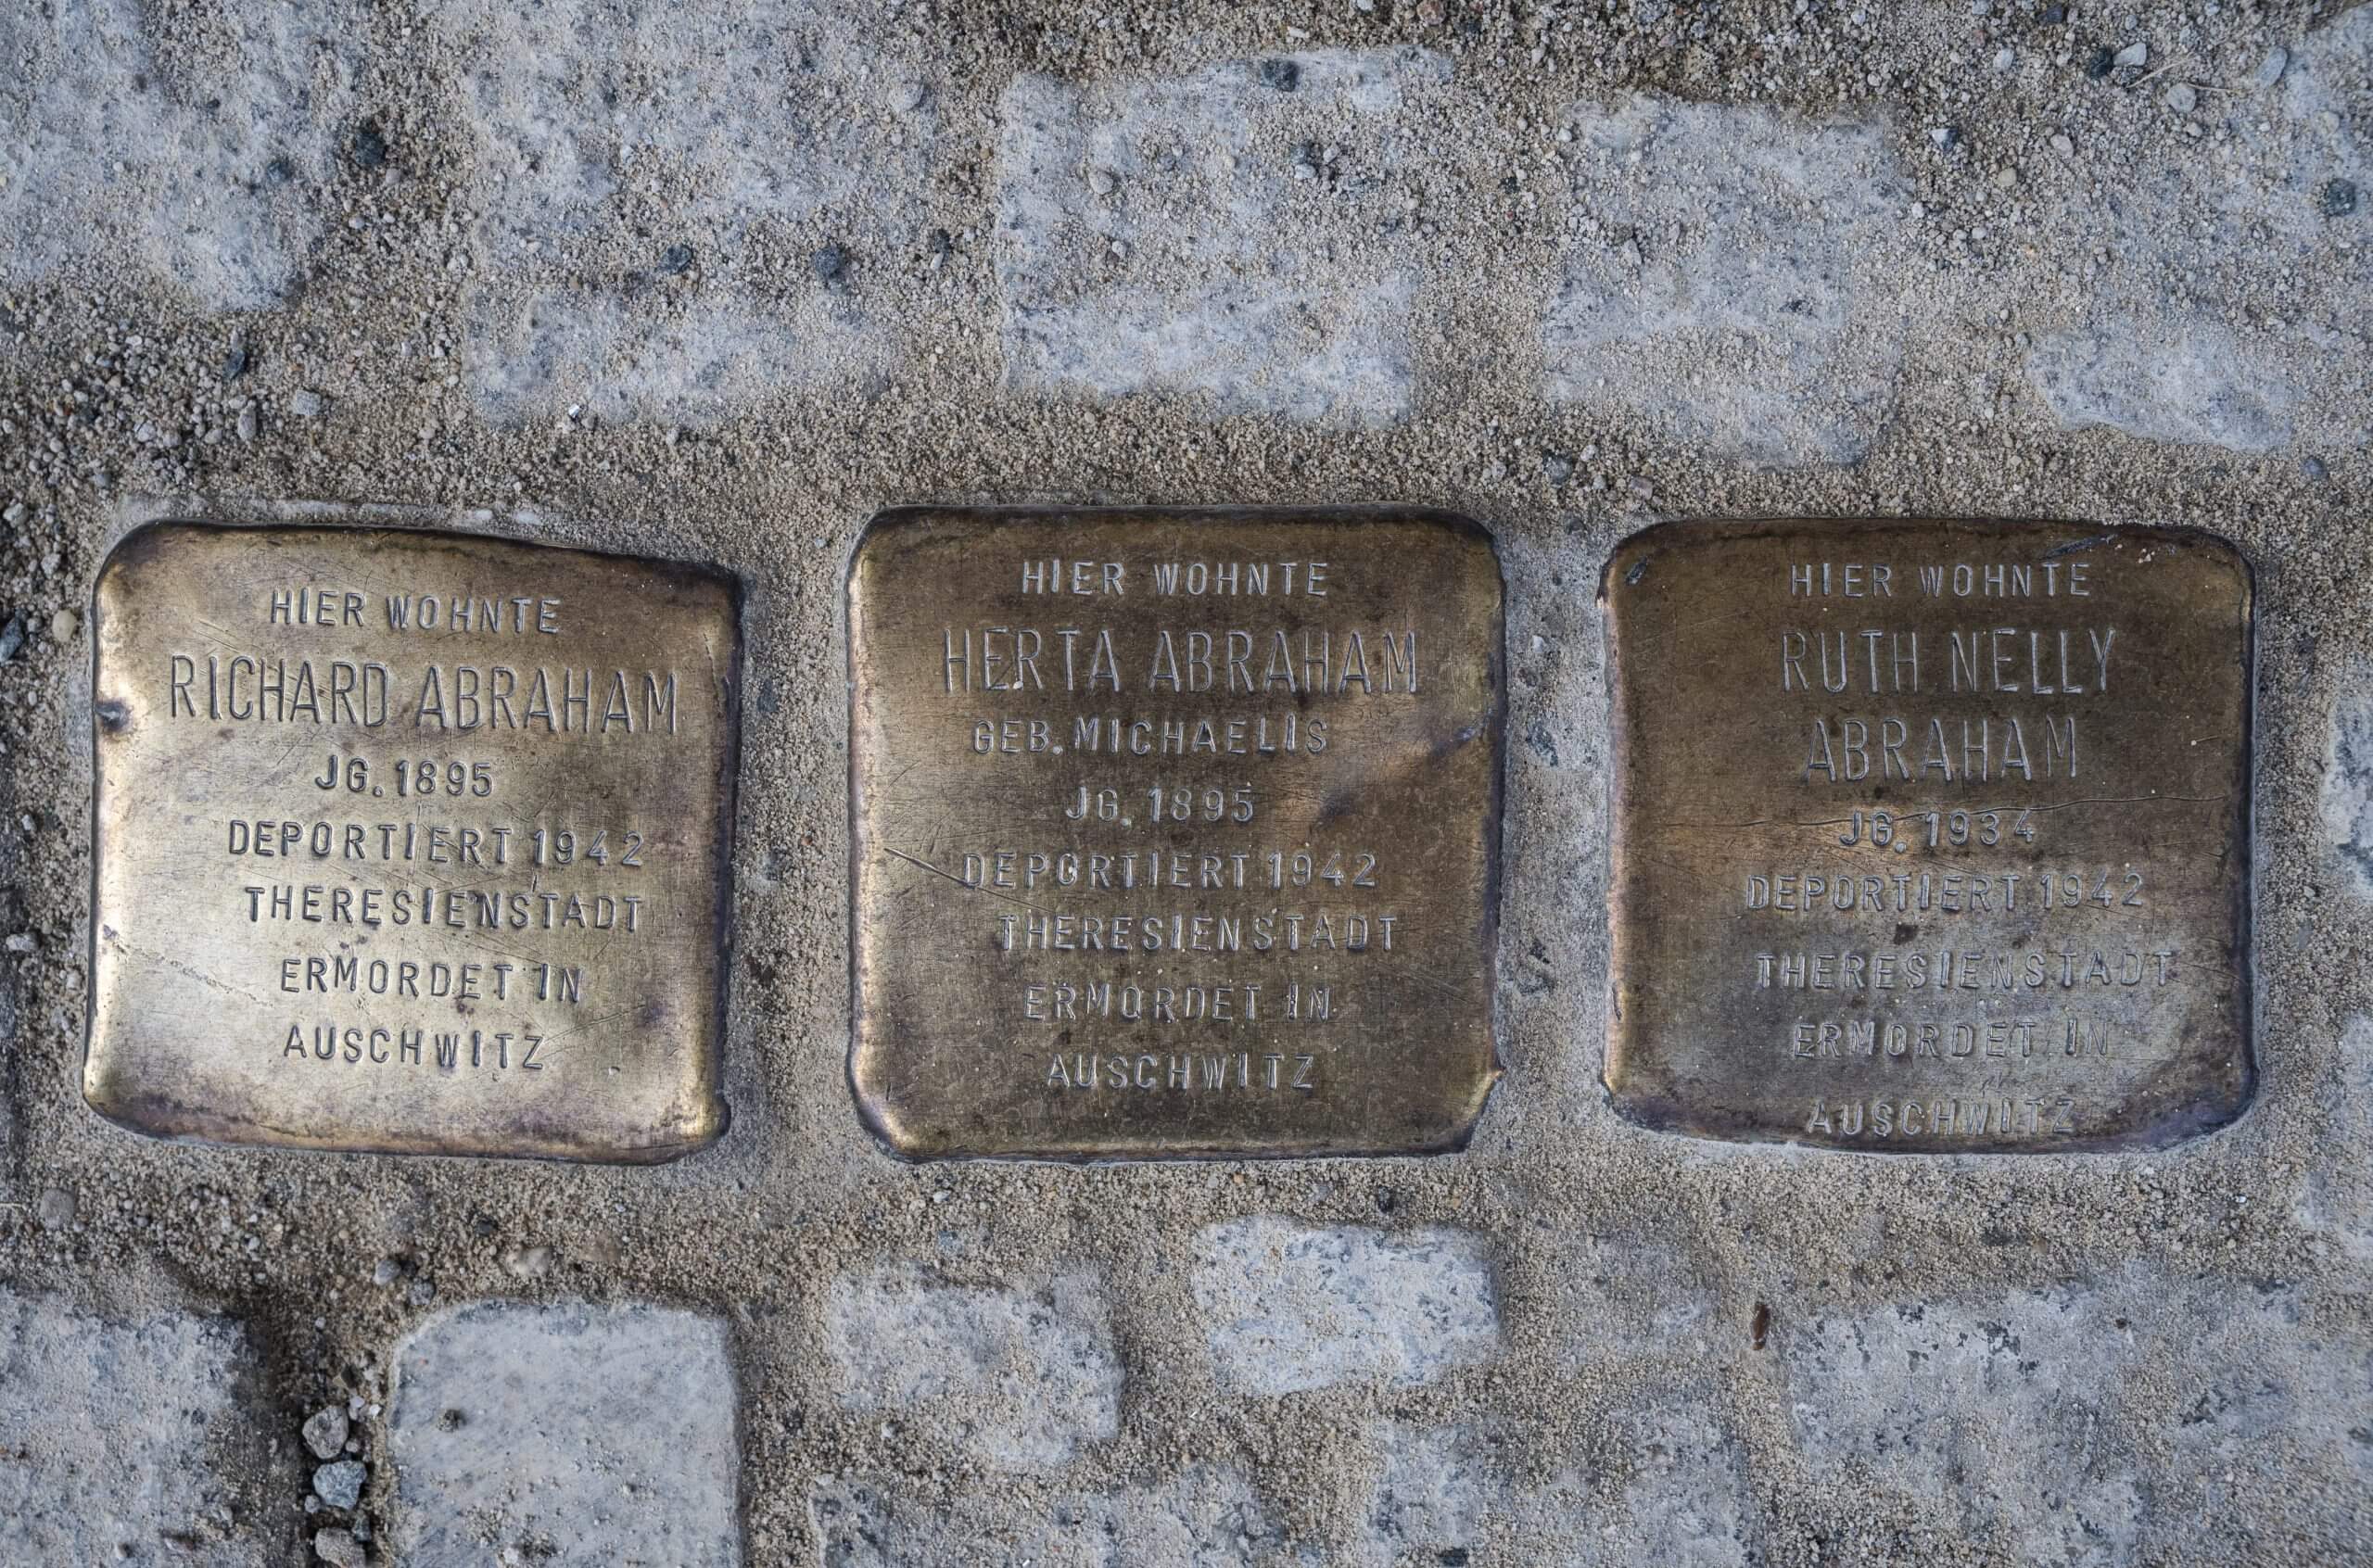 HIER WOHNTE
RICHARD ABRAHAM
JG. 1895
DEPORTIERT 1942
THERESIENSTADT
ERMORDET IN
AUSCHWITZ
HIER WOHNTE
HERTA ABRAHAM
GEB. MICHAELIS
JG. 1895
DEPORTIERT 1942
THERESIENSTADT
ERMORDET IN
AUSCHWITZ
HIER WOHNTE
RUTH NELLY
ABRAHAM
JG. 1934
DEPORTIERT 1942
THERESIENSTADT
ERMORDET IN
AUSCHWITZ